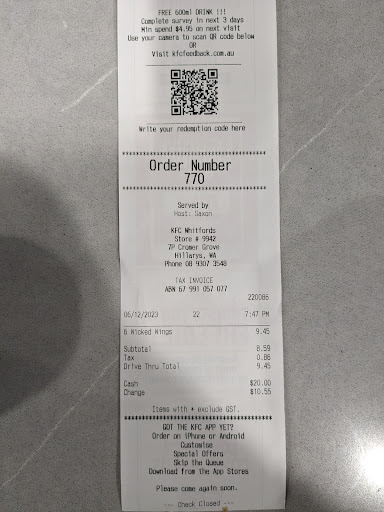 FREE 600ml DRINK !!!
Complete survey in next 3 days
Min spend $4.95 on next visit
Use your camera to scan QR code below
OR
Visit kfcfeedback.com.au
Write your redemption code here
****************************************
Order Number
770
****************************************
Served by
Host: Saxon
KFC Whitfords
Store # 9942
7P Cromer Grove
Hillarys, WA
Phone 08 9307 3548
TAX INVOICE
ABN 67 991 057 077
220086
06/12/2023 22 7:47 PM
6 Wicked Wings 9.45
Subtotal 8.59
Tax 0.86
Drive Thru Total 9.45
Cash $20.00
Change $10.55
Items with * exclude GST.
****************************************
GOT THE KFC APP YET?
Order on iPhone or Android
Customise
Special Offers
Skip the Queue
Download from the App Stores
Please come again soon.
--- Check Closed ---